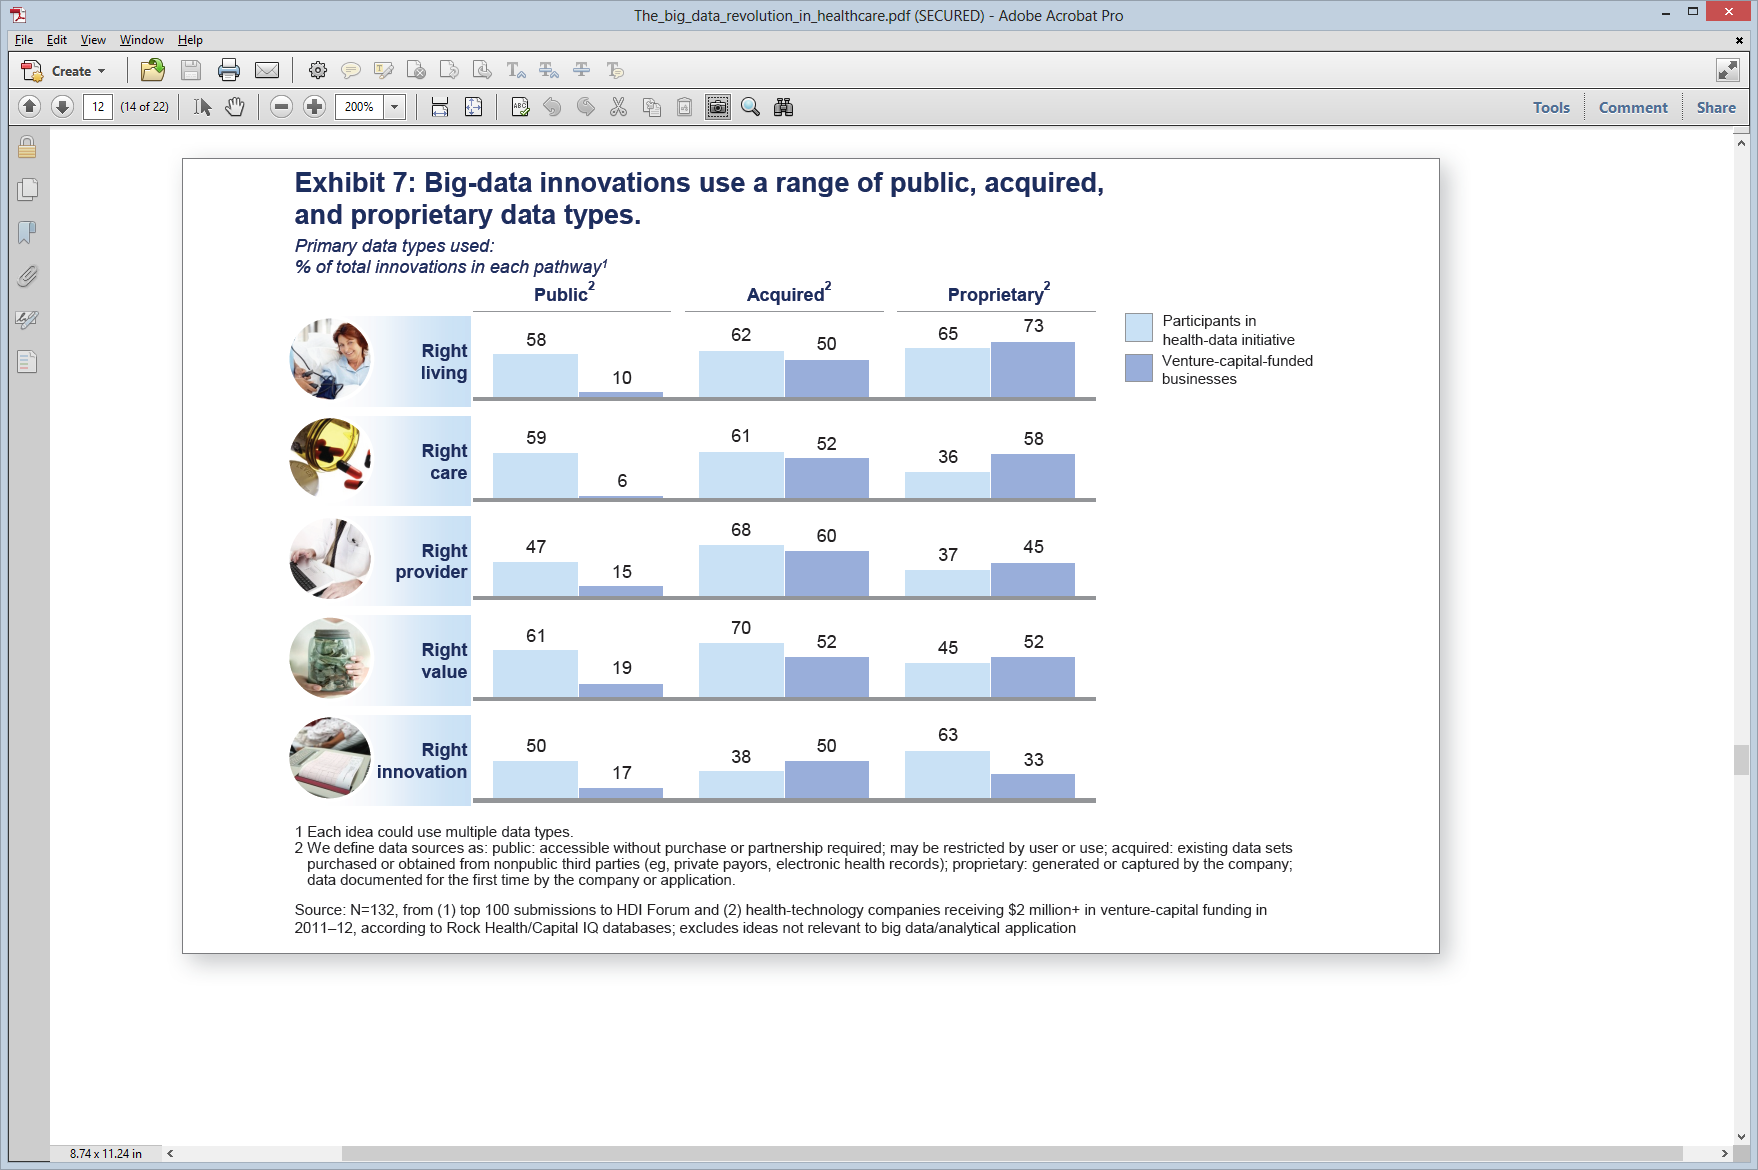 The_big_data_revolution_in_healthcare.pdf (SECURED) - Adobe Acrobat Pro
File Edit View Window Help
Create
12 (14 of 22) 200% Tools Comment Share
Exhibit 7: Big-data innovations use a range of public, acquired,
and proprietary data types.
Primary data types used:
% of total innovations in each pathway1
Public2 Acquired2 Proprietary2
Participants in
health-data initiative
Venture-capital-funded
businesses
Right
living
58 10 62 50 65 73
Right
care
59 6 61 52 36 58
Right
provider
47 15 68 60 37 45
Right
value
61 19 70 52 45 52
Right
innovation
50 17 38 50 63 33
1 Each idea could use multiple data types.
2 We define data sources as: public: accessible without purchase or partnership required; may be restricted by user or use; acquired: existing data sets
purchased or obtained from nonpublic third parties (eg, private payors, electronic health records); proprietary: generated or captured by the company;
data documented for the first time by the company or application.
Source: N=132, from (1) top 100 submissions to HDI Forum and (2) health-technology companies receiving $2 million+ in venture-capital funding in
2011–12, according to Rock Health/Capital IQ databases; excludes ideas not relevant to big data/analytical application
8.74 x 11.24 in